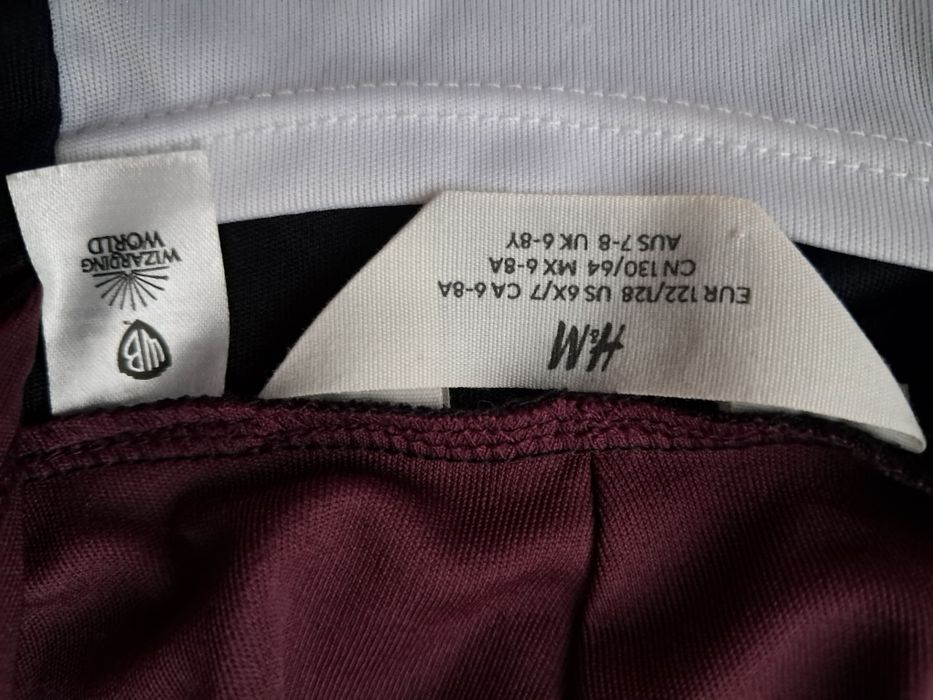 H&M
EUR 122/128 US 6X/7 CA 6-8A
CN 130/64 MX 6-8A
AUS 7-8 UK 6-8Y
WB
WIZARDING
WORLD